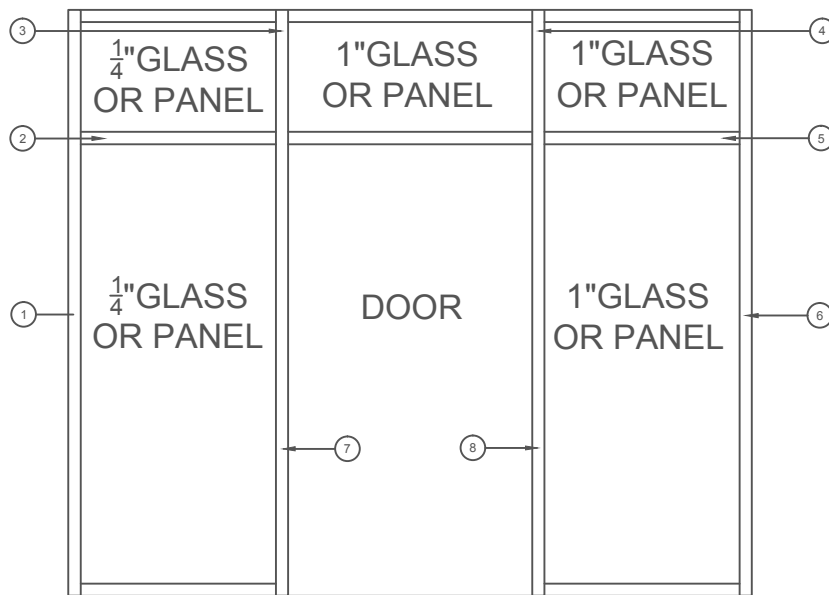 3
4
1/4"GLASS
OR PANEL
1"GLASS
OR PANEL
1"GLASS
OR PANEL
2
5
1
1/4"GLASS
OR PANEL
DOOR
1"GLASS
OR PANEL
6
7
8